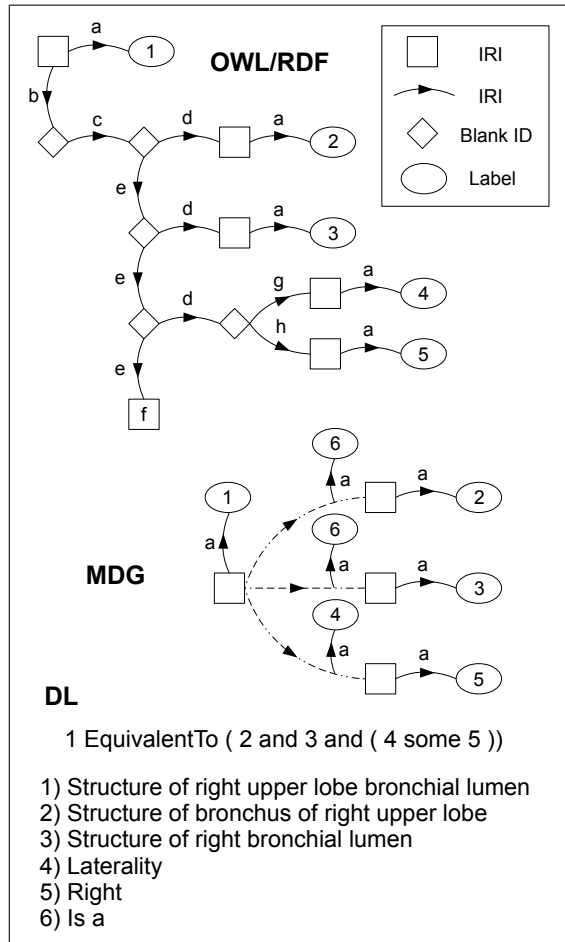 a
1
OWL/RDF
IRI
b
IRI
c
d
a
2
Blank ID
Label
e
d
a
3
e
g
a
4
d
h
a
5
e
f
6
a
a
1
2
6
a
a
MDG
a
3
4
a
a
5
DL
1 EquivalentTo ( 2 and 3 and ( 4 some 5 ))
1) Structure of right upper lobe bronchial lumen
2) Structure of bronchus of right upper lobe
3) Structure of right bronchial lumen
4) Laterality
5) Right
6) Is a